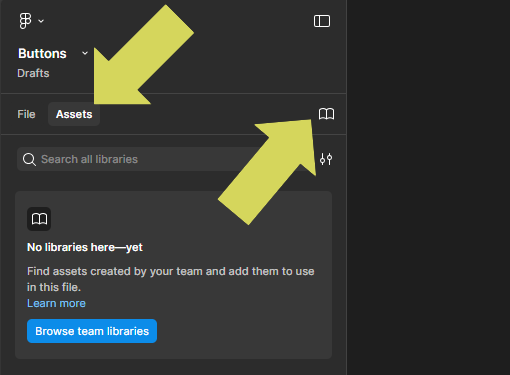 Buttons
Drafts
File Assets
Search all libraries
No libraries here—yet
Find assets created by your team and add them to use
in this file.
Learn more
Browse team libraries